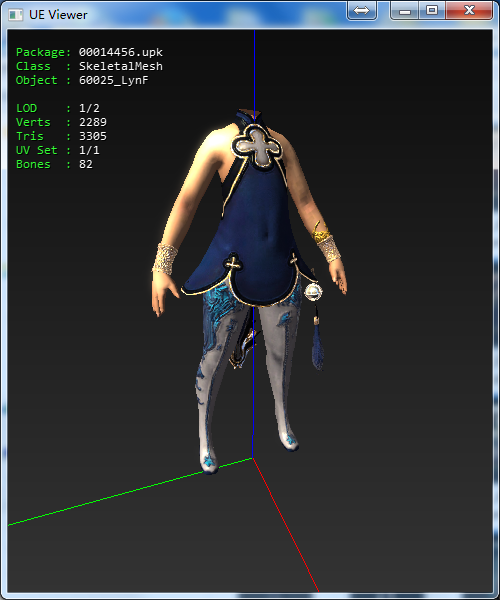 UE Viewer
Package: 00014456.upk
Class : SkeletalMesh
Object : 60025_LynF
LOD : 1/2
Verts : 2289
Tris : 3305
UV Set : 1/1
Bones : 82